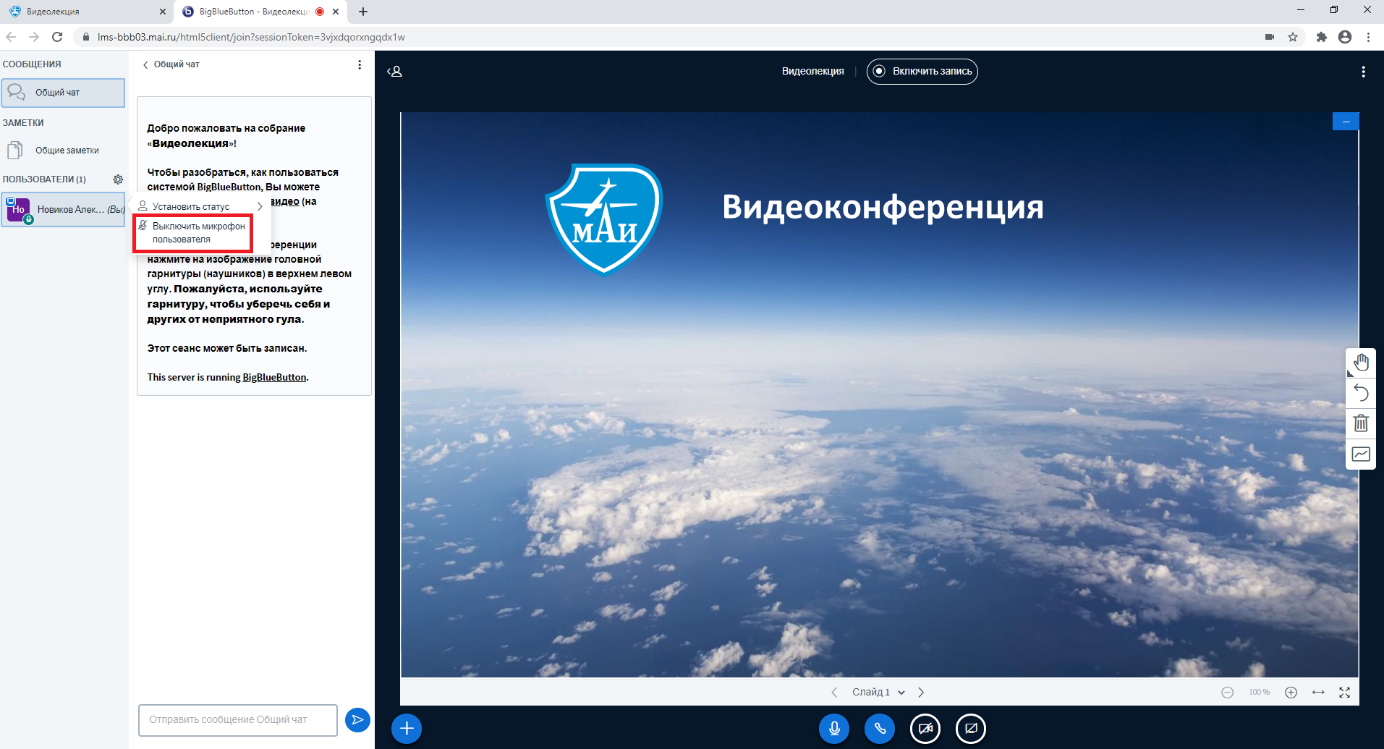 Видеолекция
BigBlueButton - Видеолекц
lms-bbb03.mai.ru/html5client/join?sessionToken=3vjxdqorxngqdx1w
СООБЩЕНИЯ
Общий чат
ЗАМЕТКИ
Общие заметки
ПОЛЬЗОВАТЕЛИ (1)
Но
Новиков Алек... (Вы)
Установить статус
Выключить микрофон
пользователя
Общий чат
Добро пожаловать на собрание
«Видеолекция»!
Чтобы разобраться, как пользоваться
системой BigBlueButton, Вы можете
видео (на
ференции
нажмите на изображение головной
гарнитуры (наушников) в верхнем левом
углу. Пожалуйста, используйте
гарнитуру, чтобы уберечь себя и
других от неприятного гула.
Этот сеанс может быть записан.
This server is running BigBlueButton.
Отправить сообщение Общий чат
Видеолекция
Включить запись
МАИ
Видеоконференция
Слайд 1
100 %